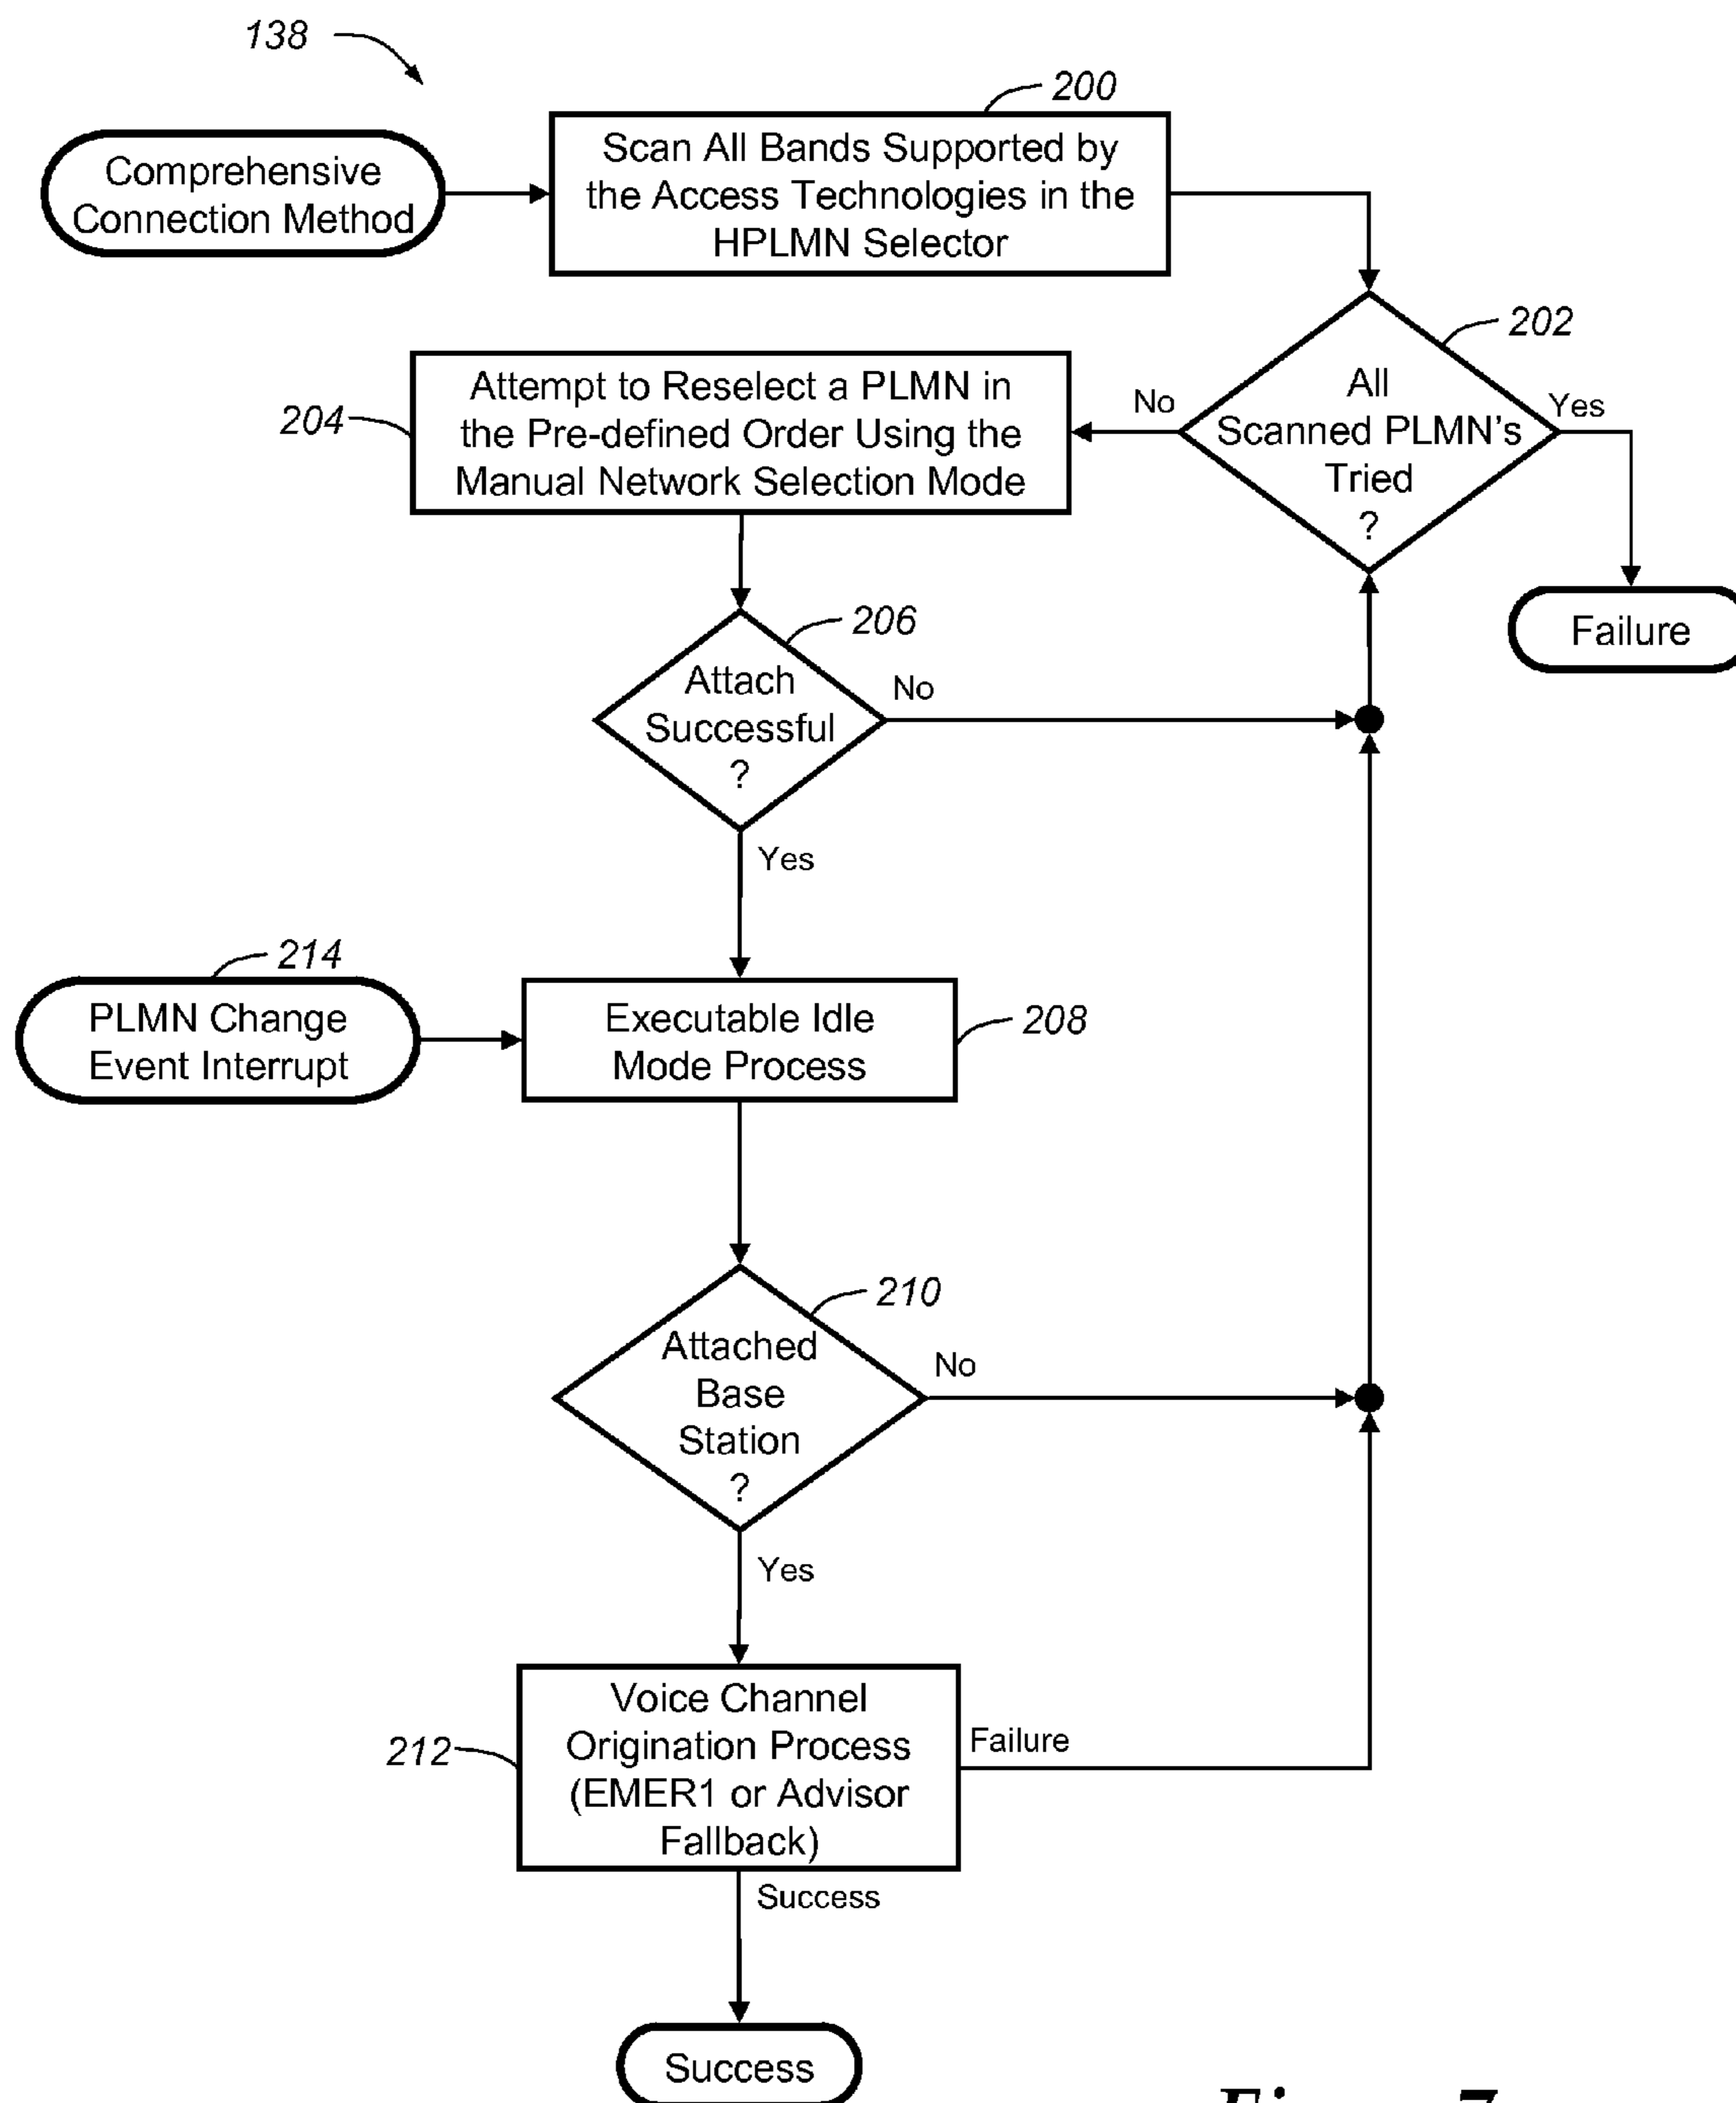 138
200
Comprehensive
Connection Method
Scan All Bands Supported by
the Access Technologies in the
HPLMN Selector
202
All
Scanned PLMN's
Tried
?
No
Yes
204
Attempt to Reselect a PLMN in
the Pre-defined Order Using the
Manual Network Selection Mode
Failure
206
Attach
Successful
?
No
Yes
214
PLMN Change
Event Interrupt
Executable Idle
Mode Process
208
210
Attached
Base
Station
?
No
Yes
212
Voice Channel
Origination Process
(EMER1 or Advisor
Fallback)
Failure
Success
Success